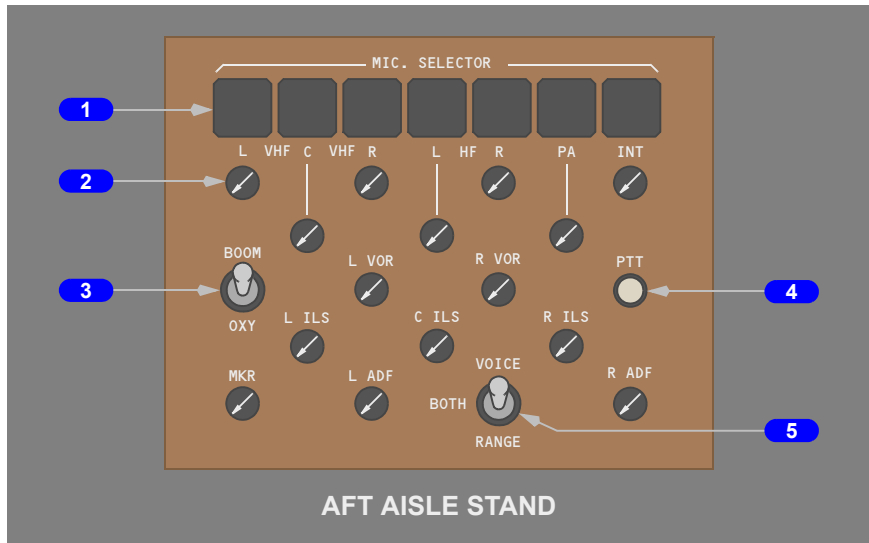 MIC. SELECTOR
1
L VHF C VHF R L HF R PA INT
2
BOOM
L VOR R VOR PTT
3 4
OXY L ILS C ILS R ILS
VOICE
MKR L ADF R ADF
BOTH
5
RANGE
AFT AISLE STAND